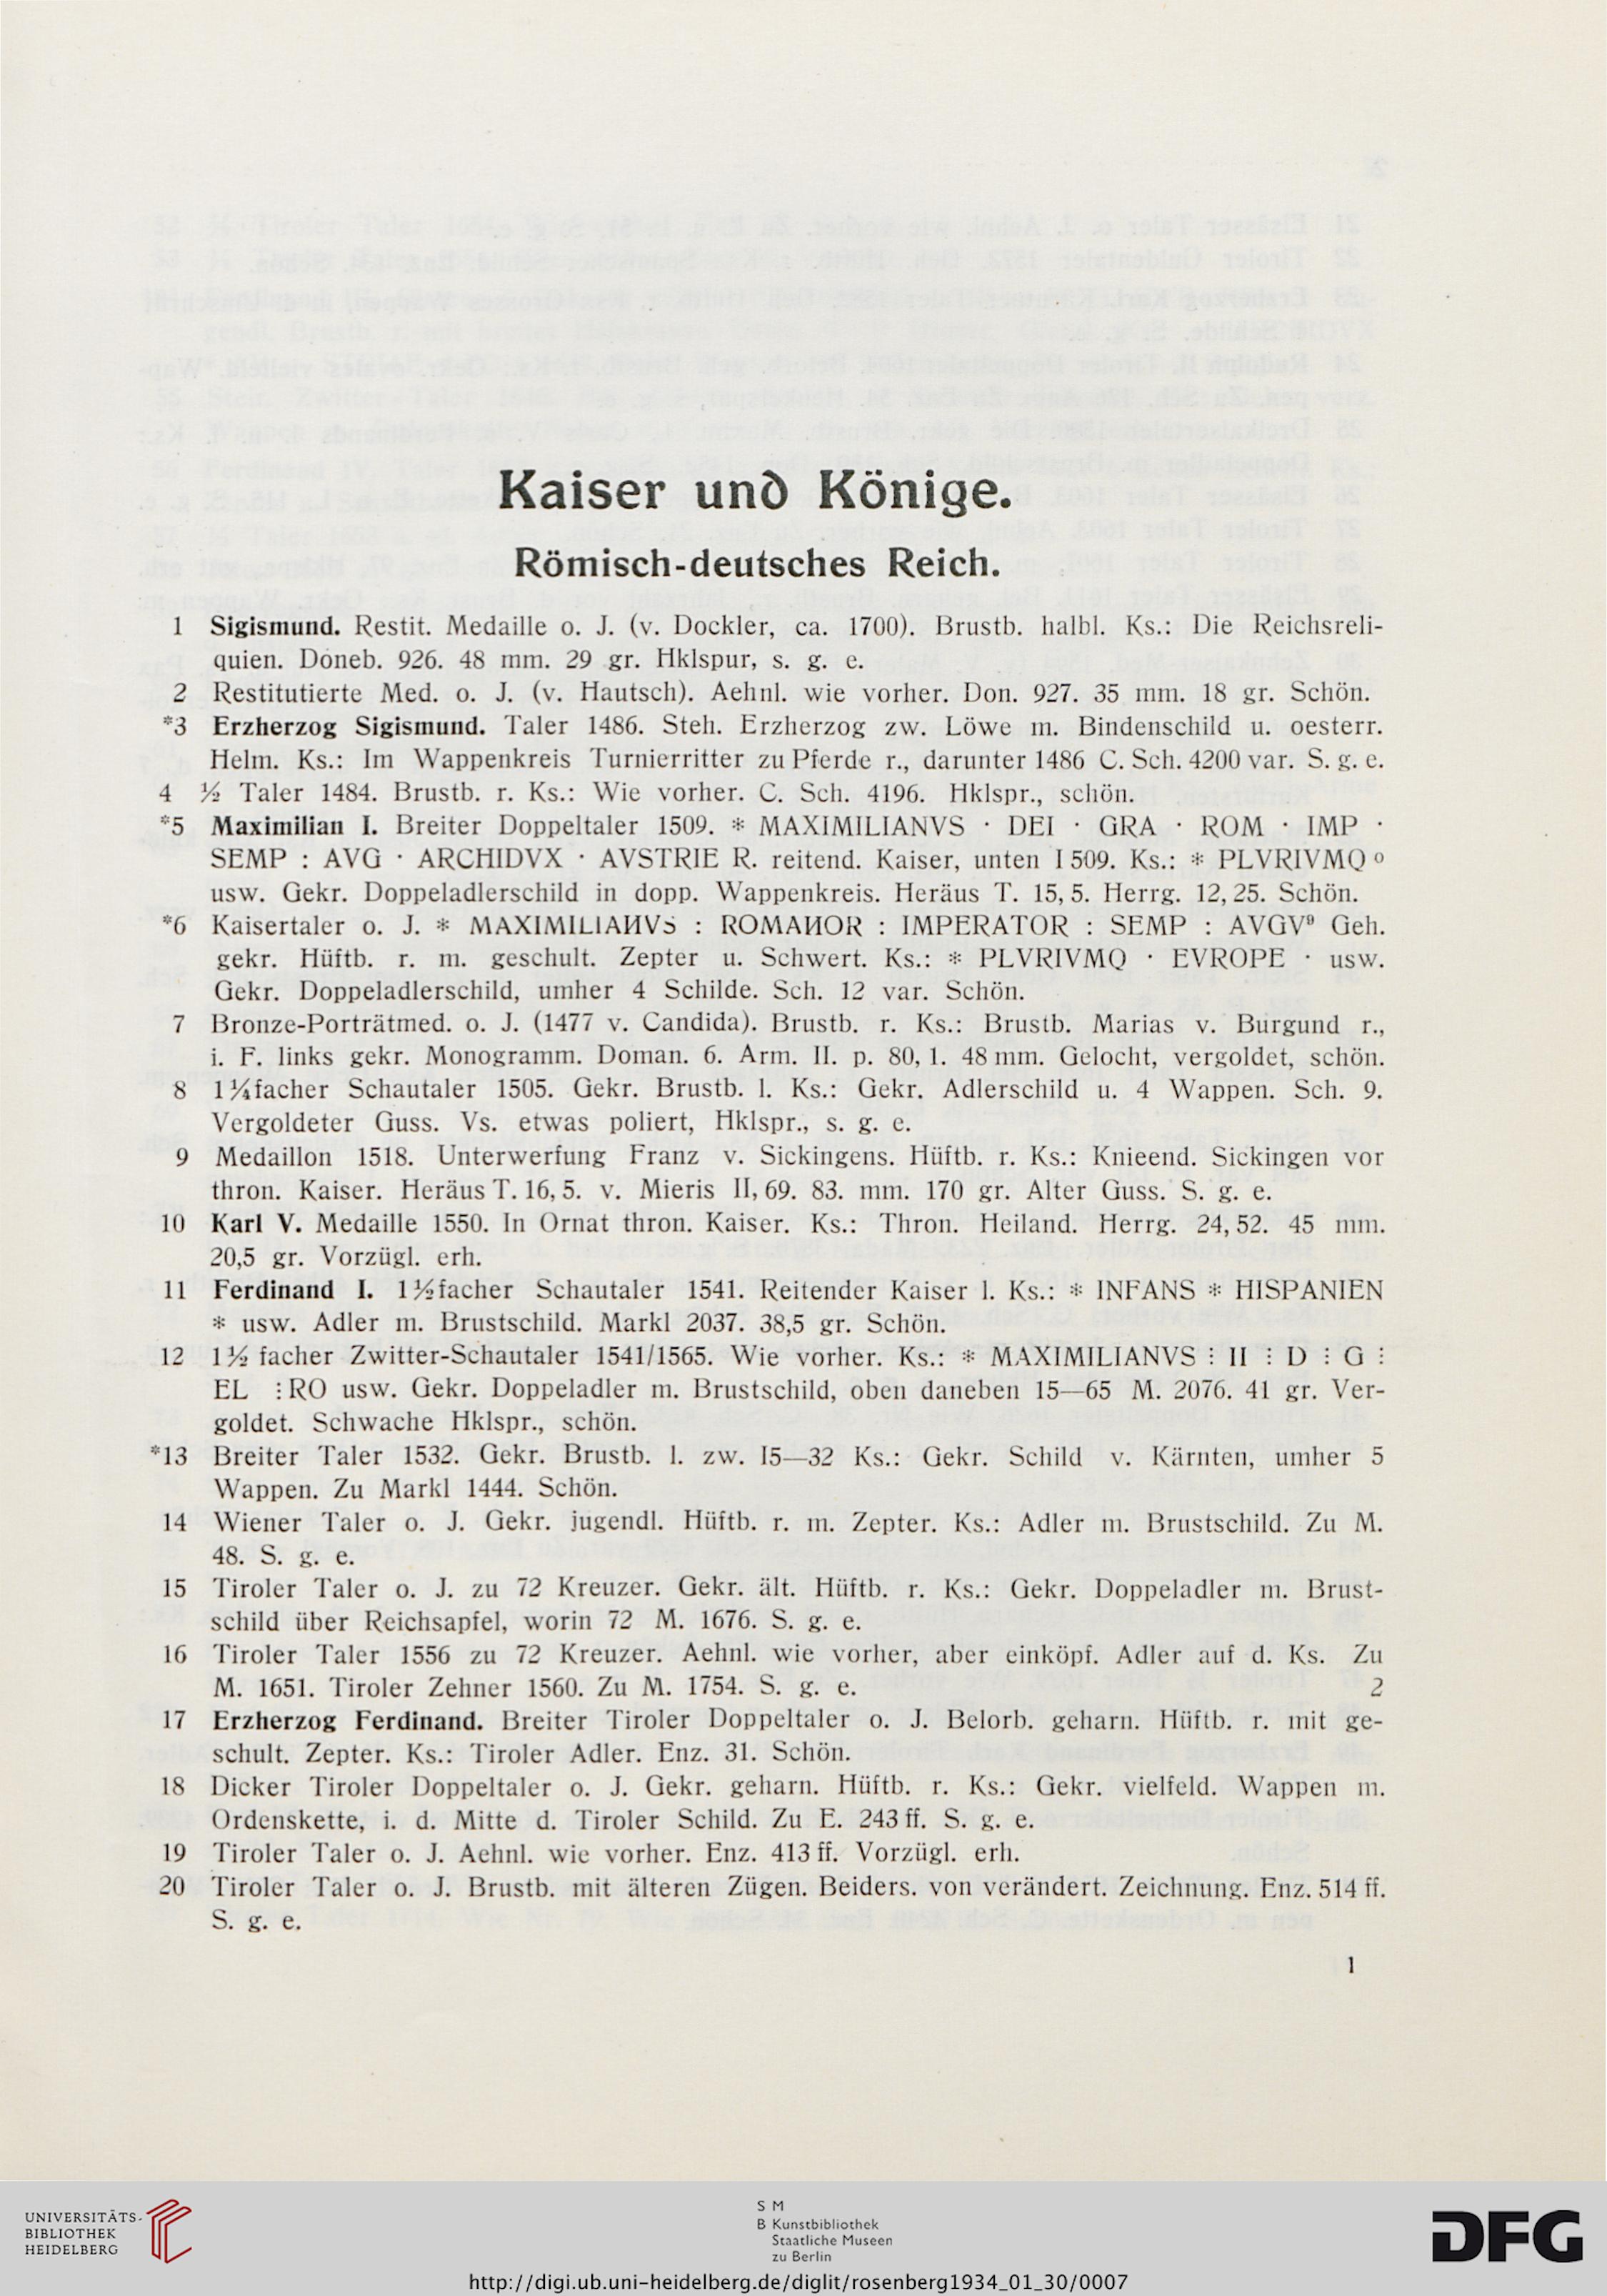 Kaiser und Könige.
Römisch-deutsches Reich.
1 Sigismund. Restit. Medaille o. J. (v. Dockler, ca. 1700). Brustb. halbl. Ks.: Die Reichsreli-
quien. Doneb. 926. 48 mm. 29 gr. Hklspur, s. g. e.
2 Restitutierte Med. o. J. (v. Hautsch). Aehnl. wie vorher. Don. 927. 35 mm. 18 gr. Schön.
*3 Erzherzog Sigismund. Taler 1486. Steh. Erzherzog zw. Löwe m. Bindenschild u. oesterr.
Helm. Ks.: Im Wappenkreis Turnierritter zu Pferde r., darunter 1486 C. Sch. 4200 var. S. g. e.
4 ½ Taler 1484. Brustb. r. Ks.: Wie vorher. C. Sch. 4196. Hklspr., schön.
*5 Maximilian I. Breiter Doppeltaler 1509. * MAXIMILIANVS · DEI · GRA · ROM · IMP ·
SEMP : AVG · ARCHIDVX · AVSTRIE R. reitend. Kaiser, unten I509. Ks.: * PLVRIVMQ o
usw. Gekr. Doppeladlerschild in dopp. Wappenkreis. Heräus T. 15, 5. Herrg. 12, 25. Schön.
*6 Kaisertaler o. J. * MAXIMILIAИVS : ROMAИOR : IMPERATOR : SEMP : AVGV⁹ Geh.
gekr. Hüftb. r. m. geschult. Zepter u. Schwert. Ks.: * PLVRIVMQ · EVROPE · usw.
Gekr. Doppeladlerschild, umher 4 Schilde. Sch. 12 var. Schön.
7 Bronze-Porträtmed. o. J. (1477 v. Candida). Brustb. r. Ks.: Brustb. Marias v. Burgund r.,
i. F. links gekr. Monogramm. Doman. 6. Arm. II. p. 80, 1. 48 mm. Gelocht, vergoldet, schön.
8 1¼facher Schautaler 1505. Gekr. Brustb. l. Ks.: Gekr. Adlerschild u. 4 Wappen. Sch. 9.
Vergoldeter Guss. Vs. etwas poliert, Hklspr., s. g. e.
9 Medaillon 1518. Unterwerfung Franz v. Sickingens. Hüftb. r. Ks.: Knieend. Sickingen vor
thron. Kaiser. Heräus T. 16, 5. v. Mieris II, 69. 83. mm. 170 gr. Alter Guss. S. g. e.
10 Karl V. Medaille 1550. In Ornat thron. Kaiser. Ks.: Thron. Heiland. Herrg. 24, 52. 45 mm.
20,5 gr. Vorzügl. erh.
11 Ferdinand I. 1½facher Schautaler 1541. Reitender Kaiser l. Ks.: * INFANS * HISPANIEN
* usw. Adler m. Brustschild. Markl 2037. 38,5 gr. Schön.
12 1½ facher Zwitter-Schautaler 1541/1565. Wie vorher. Ks.: * MAXIMILIANVS ⁝ II ⁝ D ⁝ G ⁝
EL ⁝ RO usw. Gekr. Doppeladler m. Brustschild, oben daneben 15—65 M. 2076. 41 gr. Ver-
goldet. Schwache Hklspr., schön.
*13 Breiter Taler 1532. Gekr. Brustb. l. zw. I5—32 Ks.: Gekr. Schild v. Kärnten, umher 5
Wappen. Zu Markl 1444. Schön.
14 Wiener Taler o. J. Gekr. jugendl. Hüftb. r. m. Zepter. Ks.: Adler m. Brustschild. Zu M.
48. S. g. e.
15 Tiroler Taler o. J. zu 72 Kreuzer. Gekr. ält. Hüftb. r. Ks.: Gekr. Doppeladler m. Brust-
schild über Reichsapfel, worin 72 M. 1676. S. g. e.
16 Tiroler Taler 1556 zu 72 Kreuzer. Aehnl. wie vorher, aber einköpf. Adler auf d. Ks. Zu
M. 1651. Tiroler Zehner 1560. Zu M. 1754. S. g. e. 2
17 Erzherzog Ferdinand. Breiter Tiroler Doppeltaler o. J. Belorb. geharn. Hüftb. r. mit ge-
schult. Zepter. Ks.: Tiroler Adler. Enz. 31. Schön.
18 Dicker Tiroler Doppeltaler o. J. Gekr. geharn. Hüftb. r. Ks.: Gekr. vielfeld. Wappen m.
Ordenskette, i. d. Mitte d. Tiroler Schild. Zu E. 243 ff. S. g. e.
19 Tiroler Taler o. J. Aehnl. wie vorher. Enz. 413 ff. Vorzügl. erh.
20 Tiroler Taler o. J. Brustb. mit älteren Zügen. Beiders. von verändert. Zeichnung. Enz. 514 ff.
S. g. e.
1
UNIVERSITÄTS-
BIBLIOTHEK
HEIDELBERG
S M
B Kunstbibliothek
Staatliche Museen
zu Berlin
DFG
http://digi.ub.uni-heidelberg.de/diglit/rosenberg1934_01_30/0007